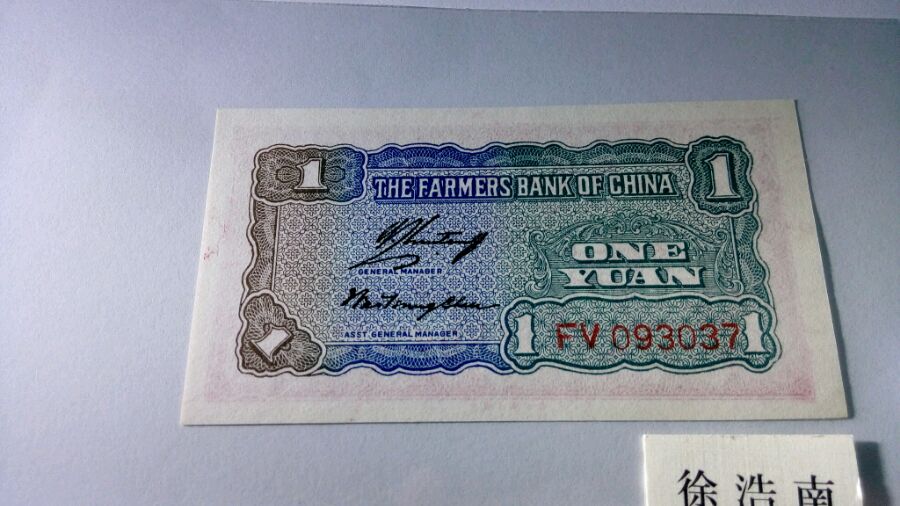 1
THE FARMERS BANK OF CHINA
1
GENERAL MANAGER
ONE
YUAN
ASST. GENERAL MANAGER
1 FV 093037 1
1
徐浩南